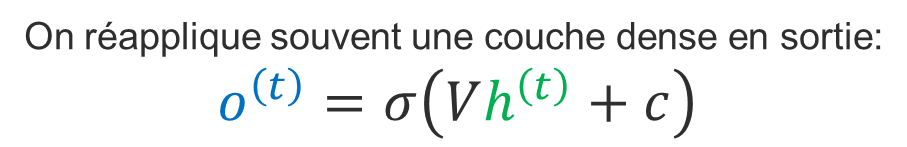 On réapplique souvent une couche dense en sortie:
o^(t) = σ(Vh^(t) + c)